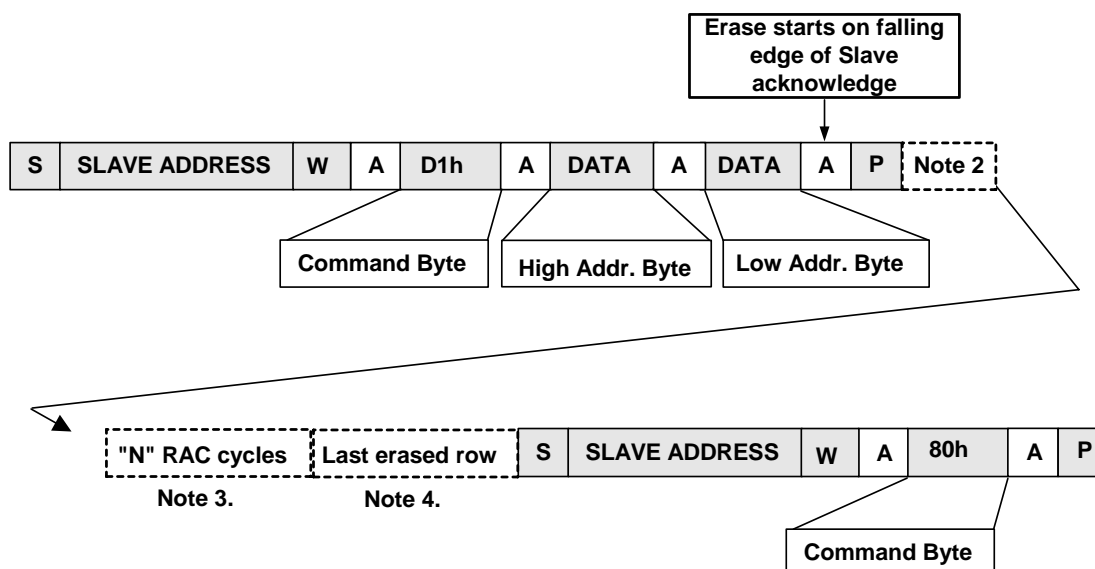 Erase starts on falling
edge of Slave
acknowledge
S SLAVE ADDRESS W A D1h A DATA A DATA A P Note 2
Command Byte High Addr. Byte Low Addr. Byte
"N" RAC cycles Last erased row S SLAVE ADDRESS W A 80h A P
Note 3. Note 4.
Command Byte